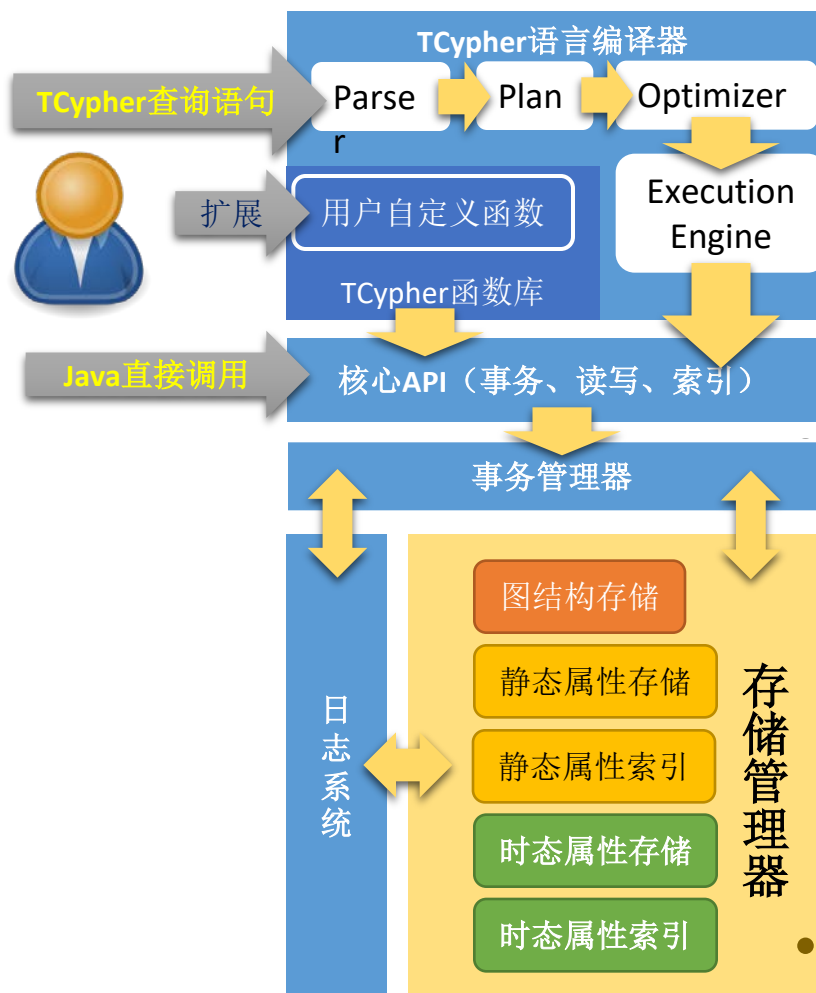 TCypher语言编译器
TCypher查询语句
Parse
r
Plan
Optimizer
扩展
用户自定义函数
Execution
Engine
TCypher函数库
Java直接调用
核心API（事务、读写、索引）
事务管理器
图结构存储
静态属性存储
静态属性索引
时态属性存储
时态属性索引
日志系统
存储管理器